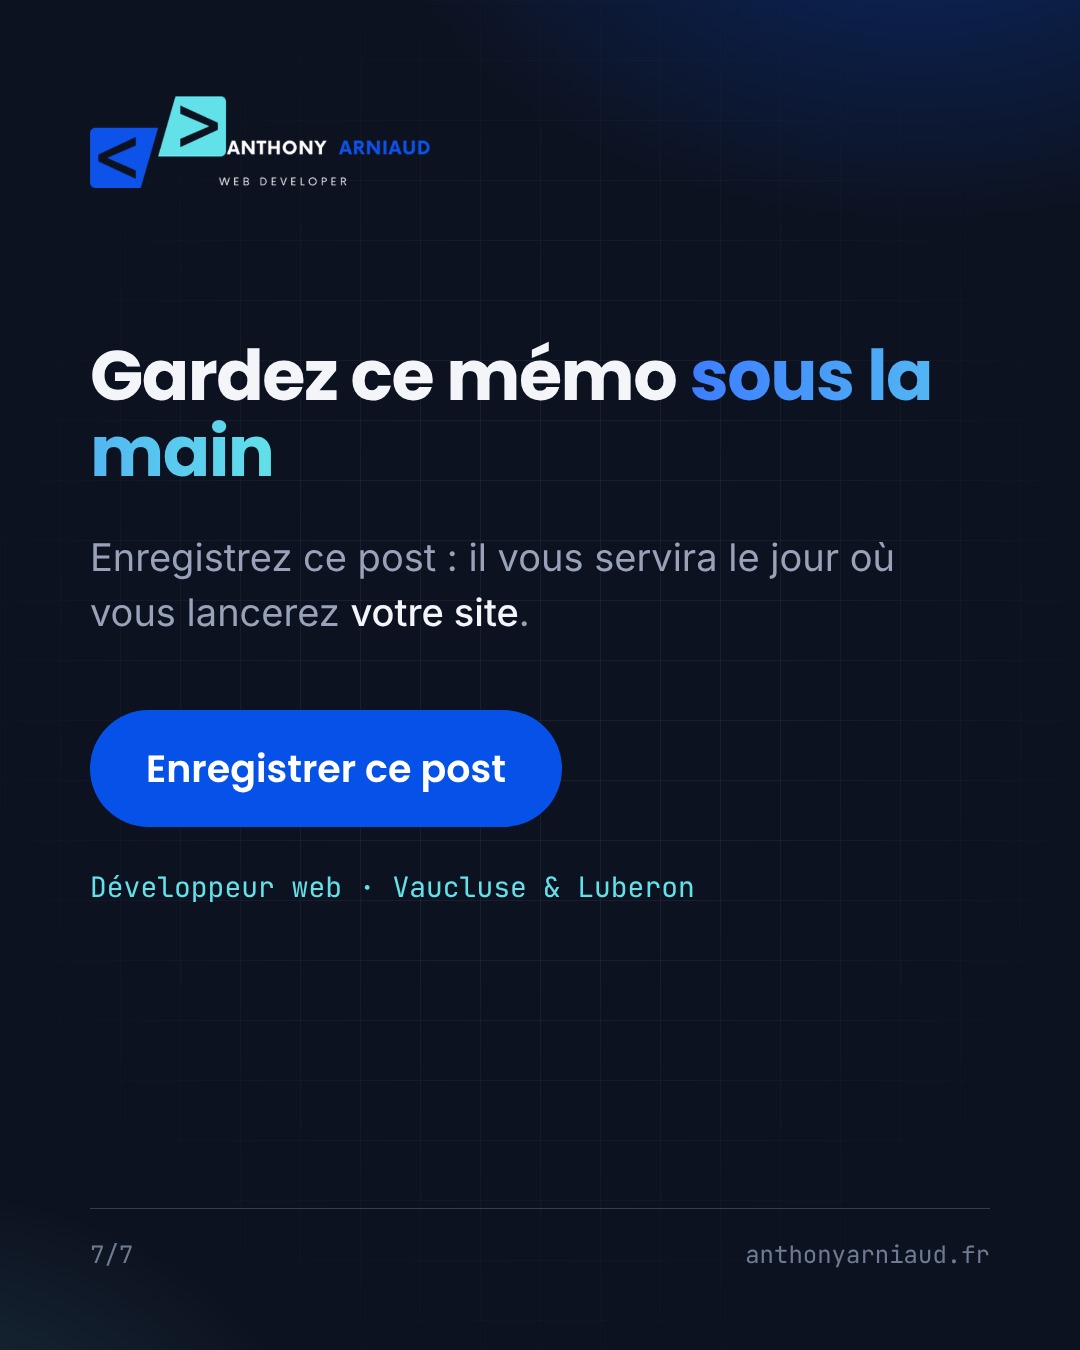 < >
ANTHONY ARNIAUD
WEB DEVELOPER
Gardez ce mémo sous la
main
Enregistrez ce post : il vous servira le jour où
vous lancerez votre site.
Enregistrer ce post
Développeur web · Vaucluse & Luberon
7/7
anthonyarniaud.fr